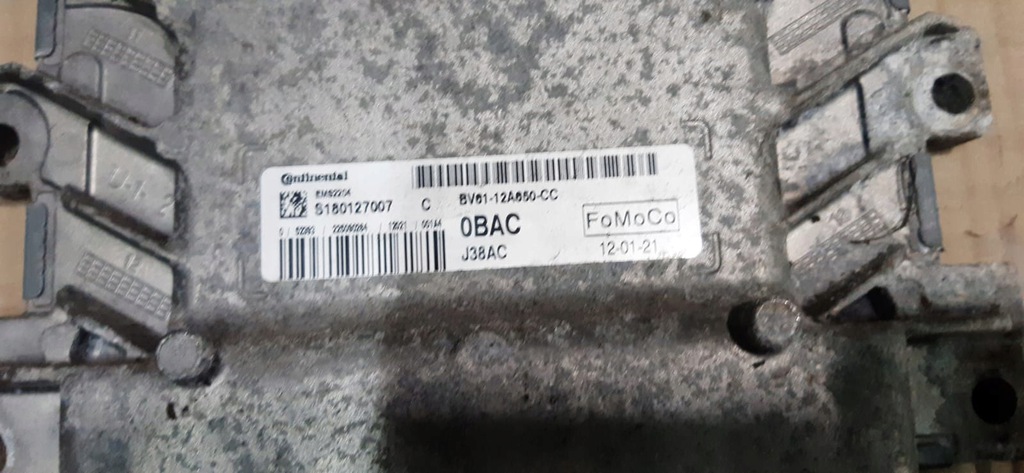 Continental
EMS2204
S180127007 C BV61-12A650-CC
0BAC FoMoCo
J38AC 12-01-21